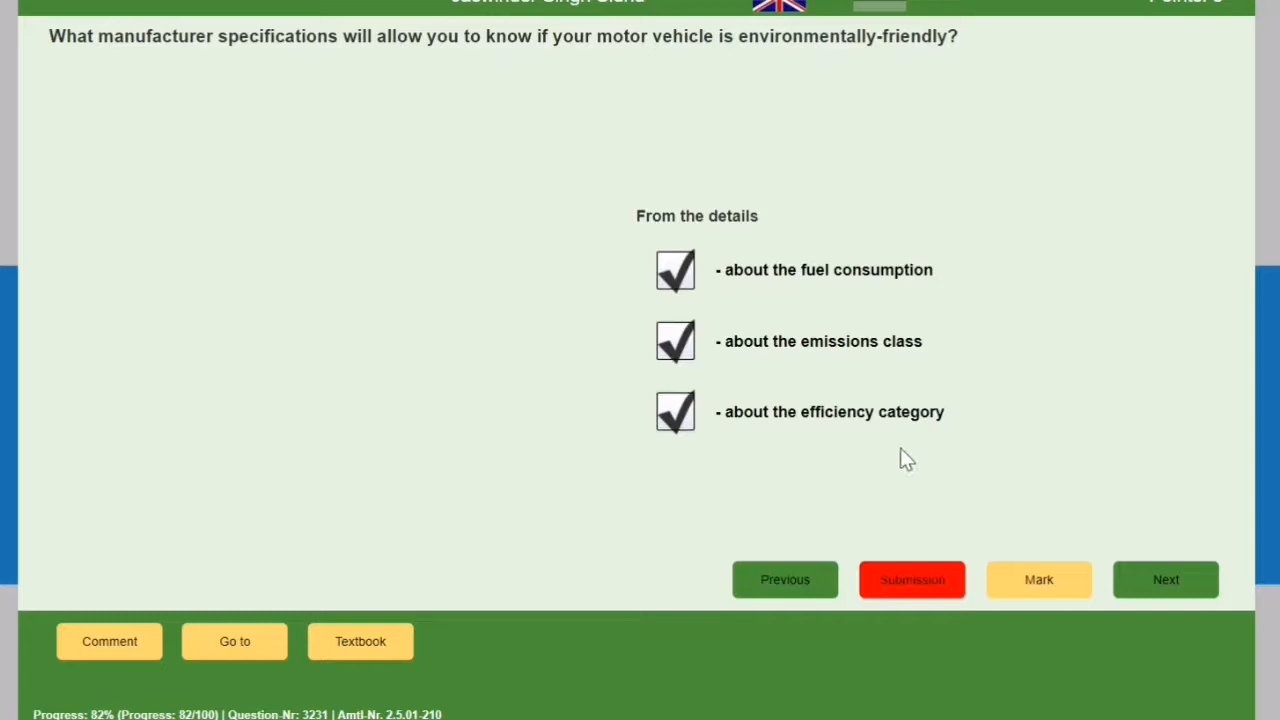 What manufacturer specifications will allow you to know if your motor vehicle is environmentally-friendly?
From the details
- about the fuel consumption
- about the emissions class
- about the efficiency category
Previous
Submission
Mark
Next
Comment
Go to
Textbook
Progress: 82% (Progress: 82/100) | Question-Nr: 3231 | Amtl-Nr. 2.5.01-210